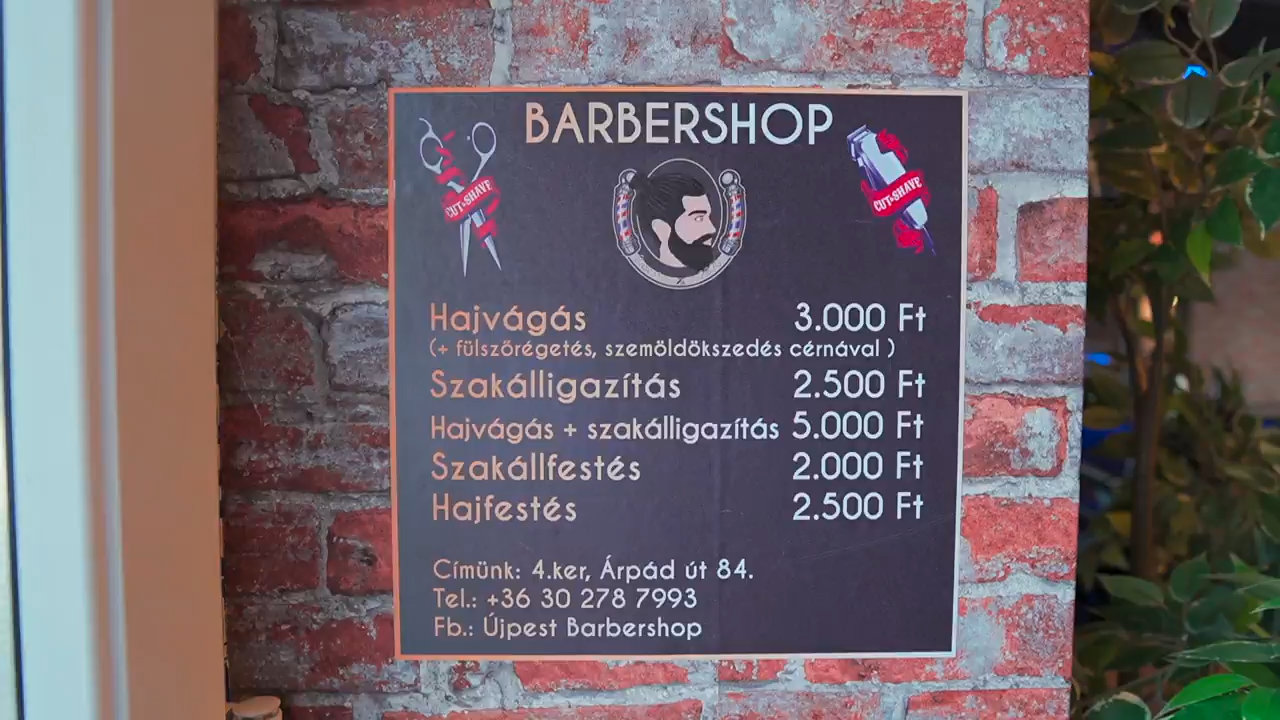 BARBERSHOP
CUT & SHAVE
CUT & SHAVE
Hajvágás 3.000 Ft
(+ fülszőrégetés, szemöldökszedés cérnával )
Szakálligazítás 2.500 Ft
Hajvágás + szakálligazítás 5.000 Ft
Szakállfestés 2.000 Ft
Hajfestés 2.500 Ft
Címünk: 4.ker, Árpád út 84.
Tel.: +36 30 278 7993
Fb.: Újpest Barbershop